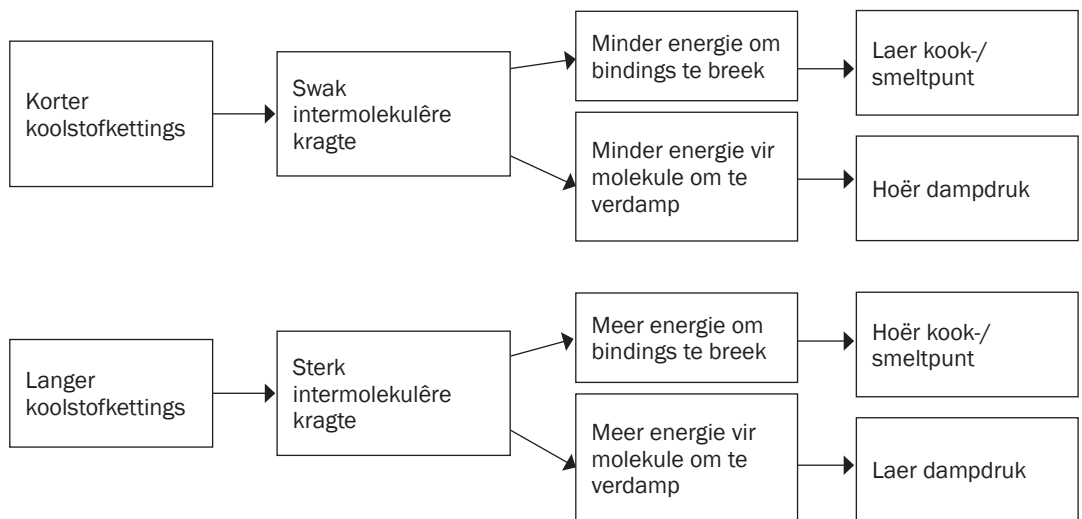 Korter
koolstofkettings
Swak
intermolekulêre
kragte
Minder energie om
bindings te breek
Laer kook-/
smeltpunt
Minder energie vir
molekule om te
verdamp
Hoër dampdruk
Langer
koolstofkettings
Sterk
intermolekulêre
kragte
Meer energie om
bindings te breek
Hoër kook-/
smeltpunt
Meer energie vir
molekule om te
verdamp
Laer dampdruk